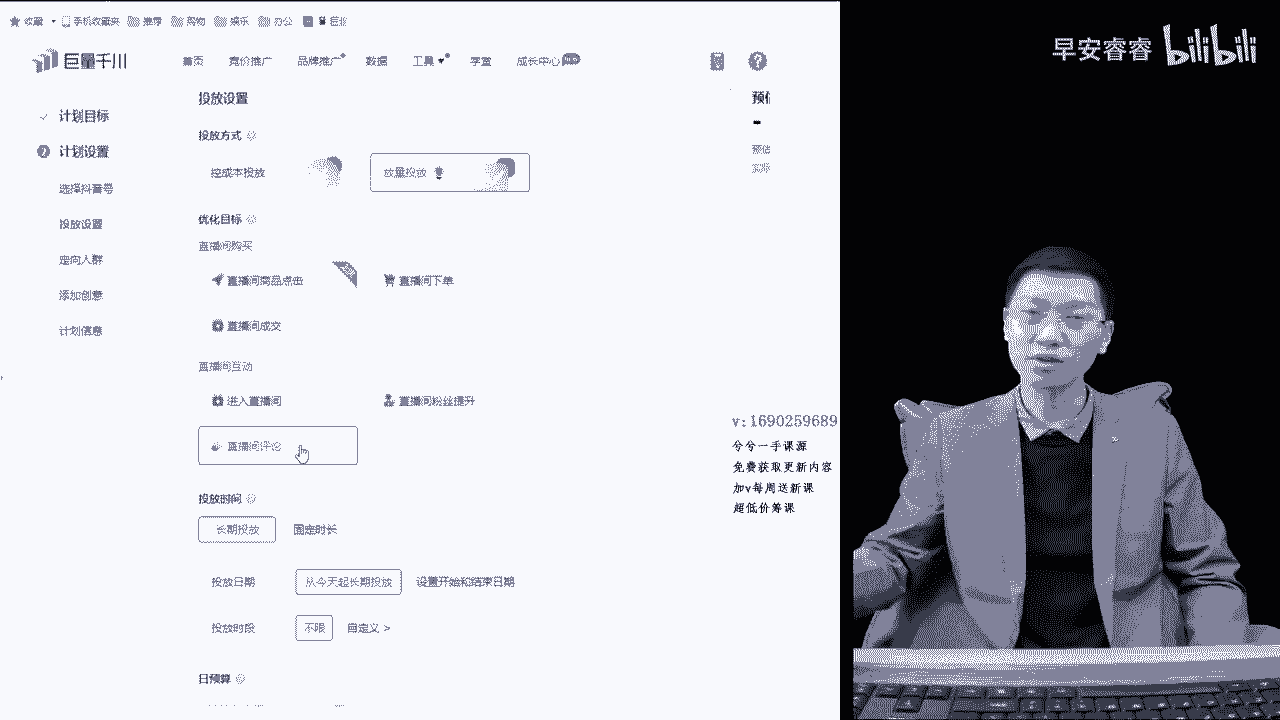 收藏 手机收藏夹 推荐 购物 娱乐 办公
巨量千川 首页 竞价推广 品牌推广 数据 工具 学堂 成长中心
早安睿睿 bilibili
计划目标
计划设置
选择抖音号
投放设置
定向人群
添加创意
计划信息
投放设置
投放方式
控成本投放 放量投放
优化目标
直播间购买
直播间商品点击 直播间下单
直播间成交
直播间互动
进入直播间 直播间粉丝提升
直播间评论
投放时间
长期投放 固定时长
投放日期 从今天起长期投放 设置开始和结束日期
投放时段 不限 自定义 >
日预算
预估
v:1690259689
兮兮一手课源
免费获取更新内容
加v每周送新课
超低价筹课